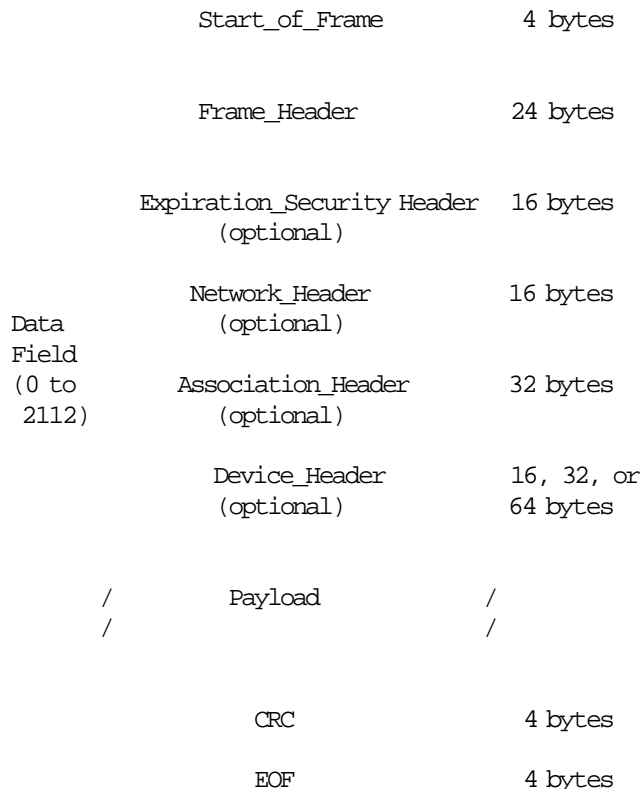 Start_of_Frame 4 bytes
Frame_Header 24 bytes
Expiration_Security Header 16 bytes
(optional)
Network_Header 16 bytes
Data (optional)
Field
(0 to Association_Header 32 bytes
2112) (optional)
Device_Header 16, 32, or
(optional) 64 bytes
/ Payload /
/ /
CRC 4 bytes
EOF 4 bytes